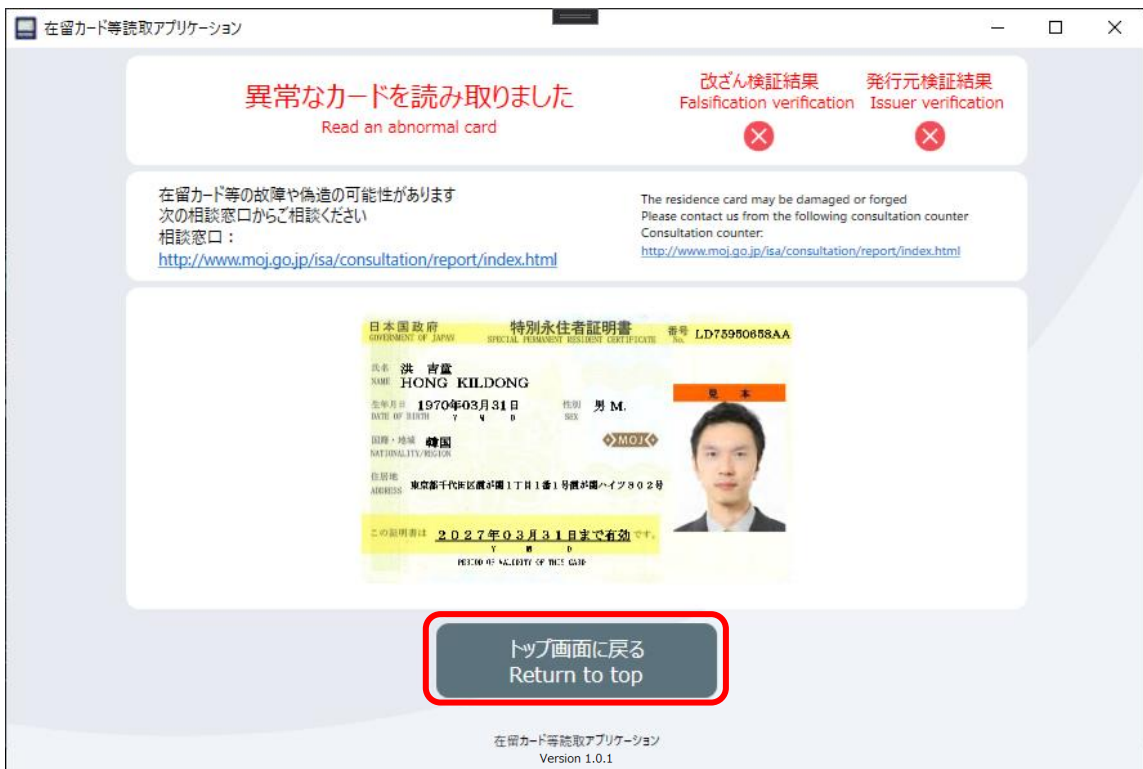 在留カード等読取アプリケーション
異常なカードを読み取りました
Read an abnormal card
改ざん検証結果
Falsification verification
発行元検証結果
Issuer verification
在留カード等の故障や偽造の可能性があります
次の相談窓口からご相談ください
相談窓口：
http://www.moj.go.jp/isa/consultation/report/index.html
The residence card may be damaged or forged
Please contact us from the following consultation counter
Consultation counter:
http://www.moj.go.jp/isa/consultation/report/index.html
日本国政府 特別永住者証明書 番号 LD75950658AA
GOVERNMENT OF JAPAN SPECIAL PERMANENT RESIDENT CERTIFICATE No.
氏名 洪 吉童
NAME HONG KILDONG
見 本
生年月日 1970年03月31日 性別 男 M.
DATE OF BIRTH Y M D SEX
国籍・地域 韓国
NATIONALITY/REGION
MOJ
住居地
ADDRESS 東京都千代田区霞が関1丁目1番1号霞が関ハイツ802号
この証明書は 2027年03月31日まで有効 です。
Y M D
PERIOD OF VALIDITY OF THIS CARD
トップ画面に戻る
Return to top
在留カード等読取アプリケーション
Version 1.0.1